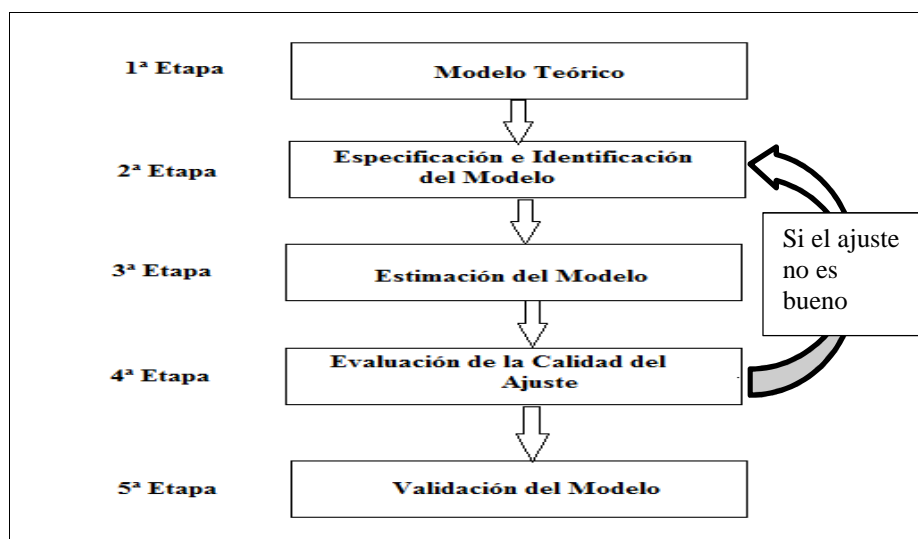 1ª Etapa
Modelo Teórico
2ª Etapa
Especificación e Identificación
del Modelo
Si el ajuste
no es
bueno
3ª Etapa
Estimación del Modelo
4ª Etapa
Evaluación de la Calidad del
Ajuste
5ª Etapa
Validación del Modelo